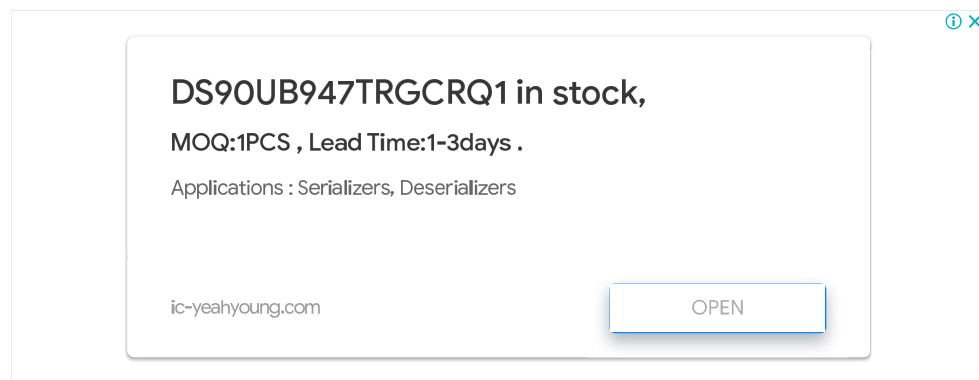 DS90UB947TRGCRQ1 in stock,
MOQ:1PCS , Lead Time:1-3days .
Applications : Serializers, Deserializers
ic-yeahyoung.com
OPEN